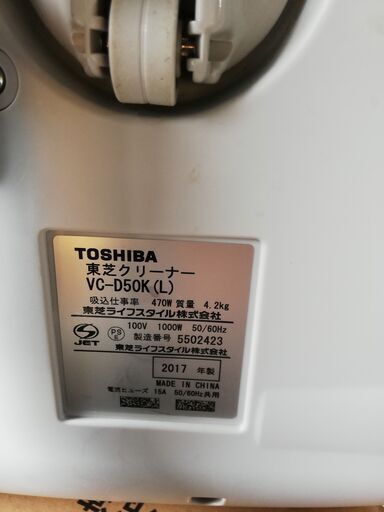 TOSHIBA
東芝クリーナー
VC-D50K(L)
吸込仕事率 470W 質量 4.2kg
東芝ライフスタイル株式会社
100V 1000W 50/60Hz
JET PS E 製造番号 5502423
東芝ライフスタイル株式会社
2017 年製
MADE IN CHINA
電流ヒューズ 15A 50/60Hz共用